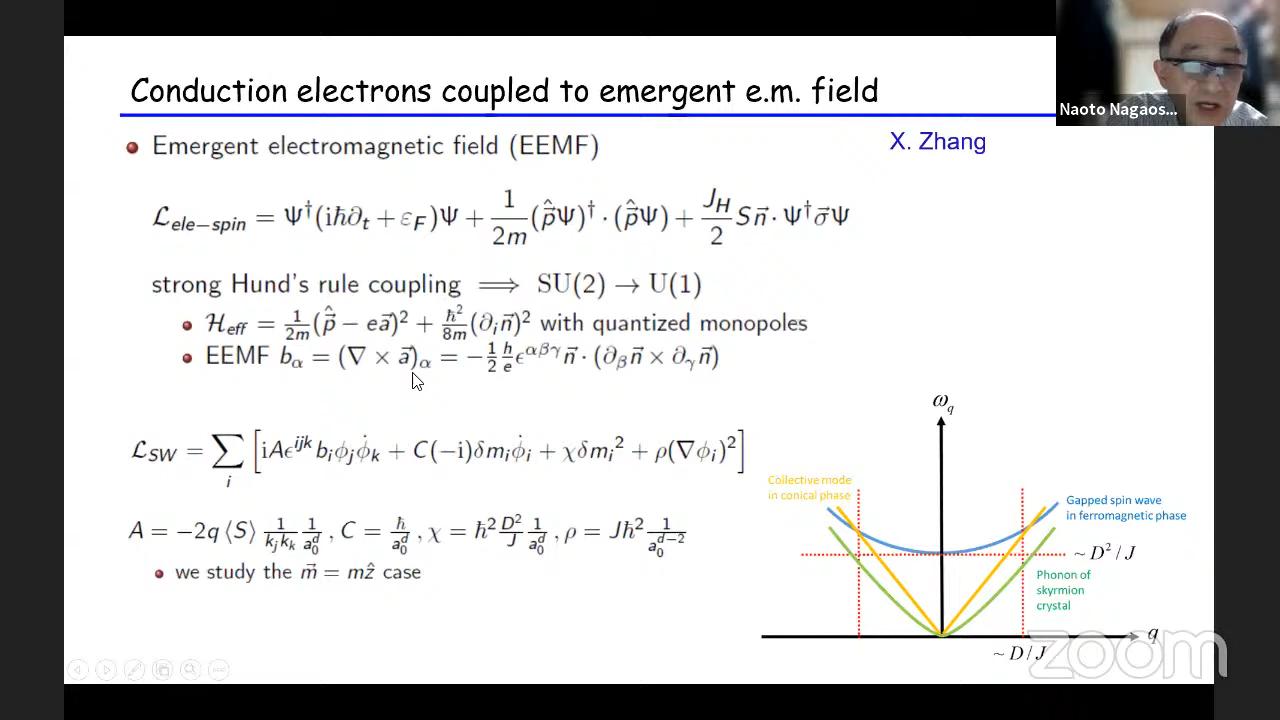 Conduction electrons coupled to emergent e.m. field
Naoto Nagaos...
Emergent electromagnetic field (EEMF)
X. Zhang
ℒ_ele−spin = Ψ†(iħ∂_t + ε_F)Ψ + 1/2m (p̂⃗Ψ)† · (p̂⃗Ψ) + J_H/2 S n⃗ · Ψ†σ⃗Ψ
strong Hund's rule coupling ⟹ SU(2) → U(1)
ℋ_eff = 1/2m (p̂⃗ − ea⃗)² + ħ²/8m (∂_i n⃗)² with quantized monopoles
EEMF b_α = (∇ × a⃗)_α = −1/2 h/e ϵ^αβγ n⃗ · (∂_β n⃗ × ∂_γ n⃗)
ℒ_SW = ∑_i [iAϵ^ijk b_i ϕ_j ϕ̇_k + C(−i)δm_i ϕ̇_i + χδm_i² + ρ(∇ϕ_i)²]
A = −2q ⟨S⟩ 1/k_j k_k 1/a_0^d , C = ħ/a_0^d , χ = ħ² D²/J 1/a_0^d , ρ = Jħ² 1/a_0^d−2
we study the m⃗ = mẑ case
ω_q
Collective mode
in conical phase
Gapped spin wave
in ferromagnetic phase
~ D² / J
Phonon of
skyrmion
crystal
q
~ D / J
zoom